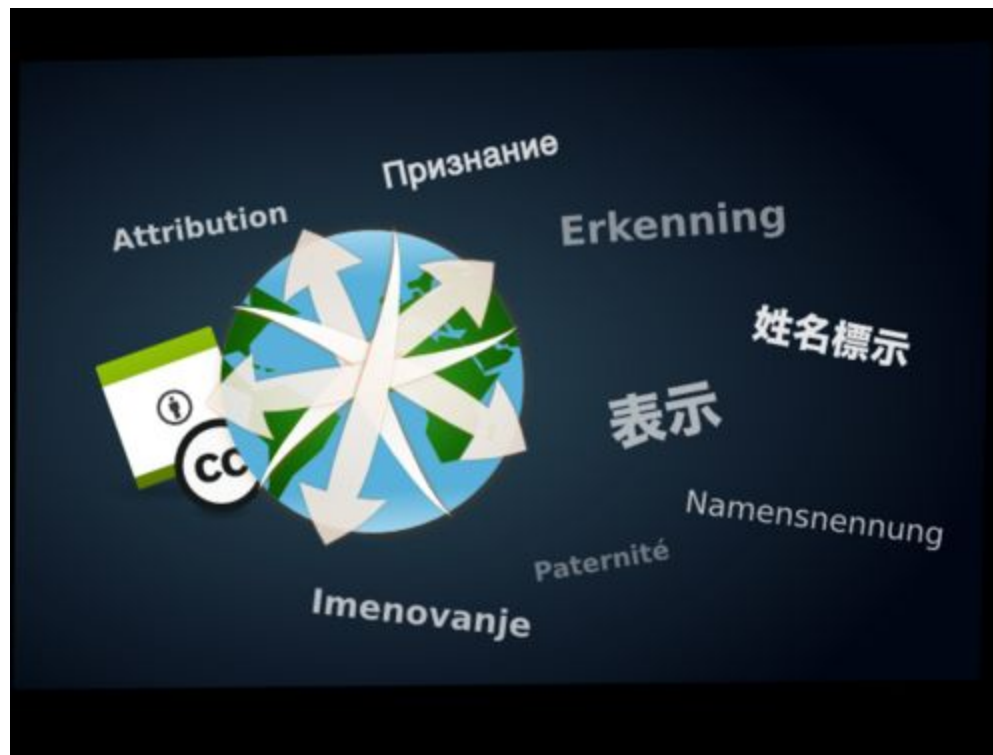 Признание
Attribution
Erkenning
姓名標示
表示
cc
Namensnennung
Paternité
Imenovanje